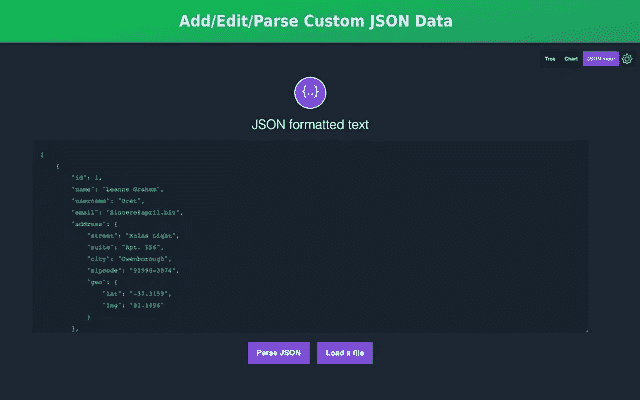 Add/Edit/Parse Custom JSON Data
Tree Chart JSON Input
{..}
JSON formatted text
[
{
"id": 1,
"name": "Leanne Graham",
"username": "Bret",
"email": "Sincere@april.biz",
"address": {
"street": "Kulas Light",
"suite": "Apt. 556",
"city": "Gwenborough",
"zipcode": "92998-3874",
"geo": {
"lat": "-37.3159",
"lng": "81.1496"
}
},
Parse JSON Load a file